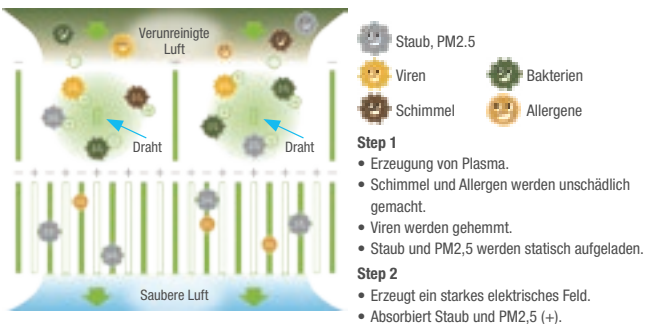 Verunreinigte
Luft
Draht
Draht
Saubere Luft
Staub, PM2.5
Viren
Bakterien
Schimmel
Allergene
Step 1
• Erzeugung von Plasma.
• Schimmel und Allergen werden unschädlich
gemacht.
• Viren werden gehemmt.
• Staub und PM2,5 werden statisch aufgeladen.
Step 2
• Erzeugt ein starkes elektrisches Feld.
• Absorbiert Staub und PM2,5 (+).